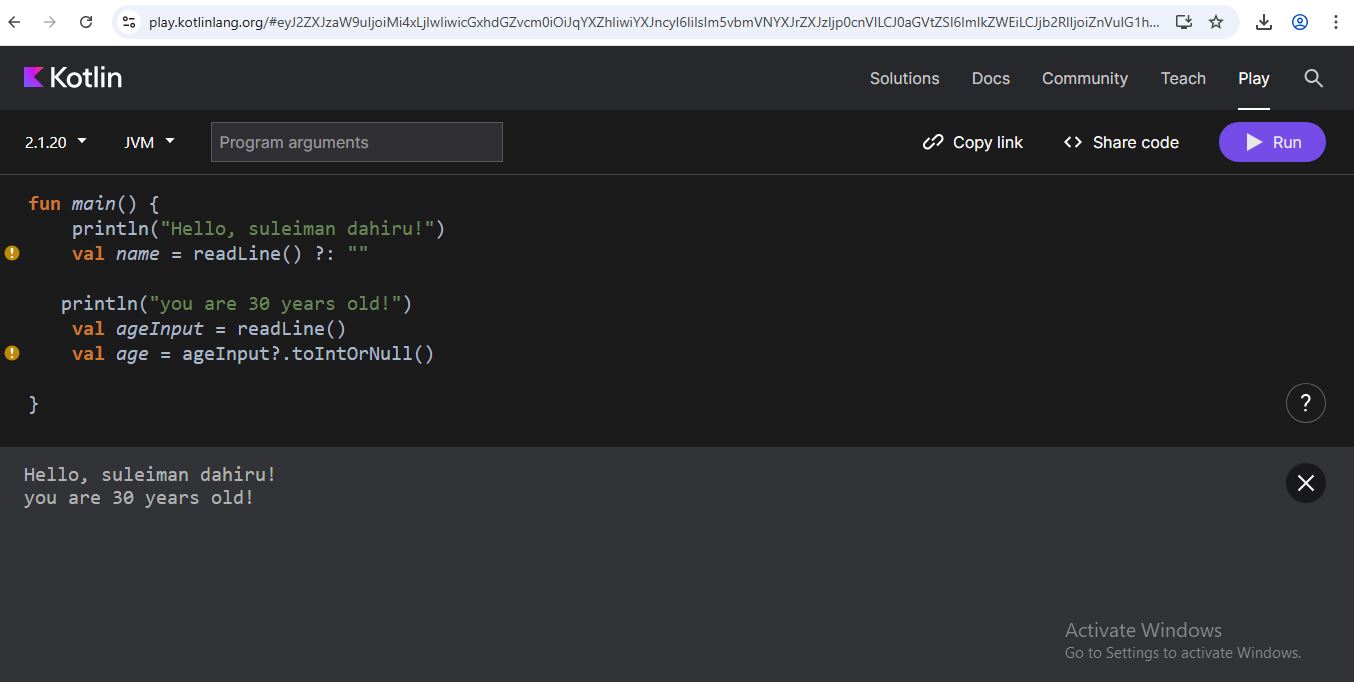 play.kotlinlang.org/#eyJ2ZXJzaW9uIjoiMi4xLjIwIiwicGxhdGZvcm0iOiJqYXZhIiwiYXJncyI6IiIsIm5vbmVNYXJrZXJzIjp0cnVlLCJ0aGVtZSI6ImlkZWEiLCJjb2RlIjoiZnVuIG1h...
Kotlin
Solutions Docs Community Teach Play
2.1.20 JVM Program arguments Copy link Share code Run
fun main() {
    println("Hello, suleiman dahiru!")
    val name = readLine() ?: ""
   println("you are 30 years old!")
    val ageInput = readLine()
    val age = ageInput?.toIntOrNull()
}
?
Hello, suleiman dahiru!
you are 30 years old!
Activate Windows
Go to Settings to activate Windows.